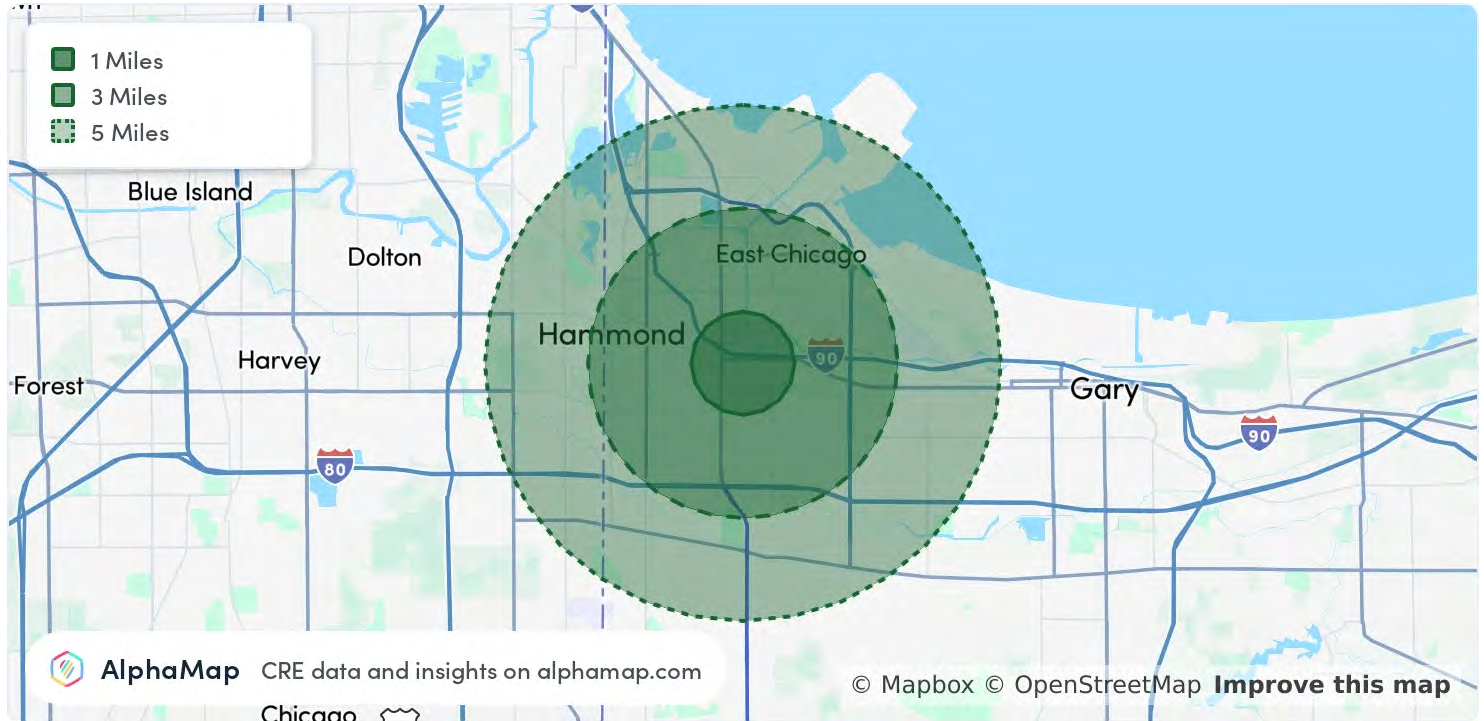 1 Miles
3 Miles
5 Miles
Blue Island
Dolton
East Chicago
Hammond
90
Harvey
Forest
Gary
90
80
AlphaMap CRE data and insights on alphamap.com
© Mapbox © OpenStreetMap Improve this map
Chicago